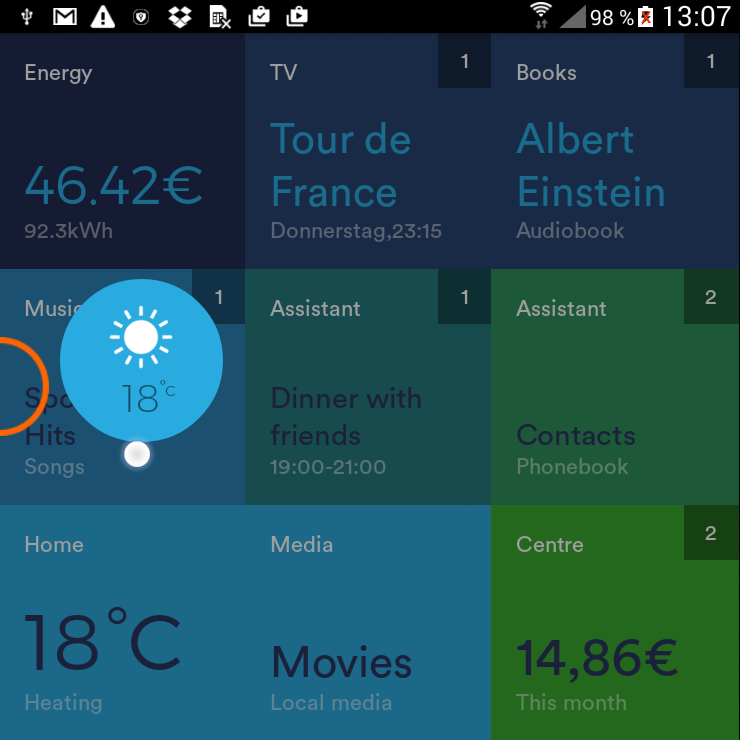 98 % 13:07
Energy
46.42€
92.3kWh
TV
1
Tour de
France
Donnerstag,23:15
Books
1
Albert
Einstein
Audiobook
Music
1
Hits
Songs
18°C
Assistant
1
Dinner with
friends
19:00-21:00
Assistant
2
Contacts
Phonebook
Home
18°C
Heating
Media
Movies
Local media
Centre
2
14,86€
This month